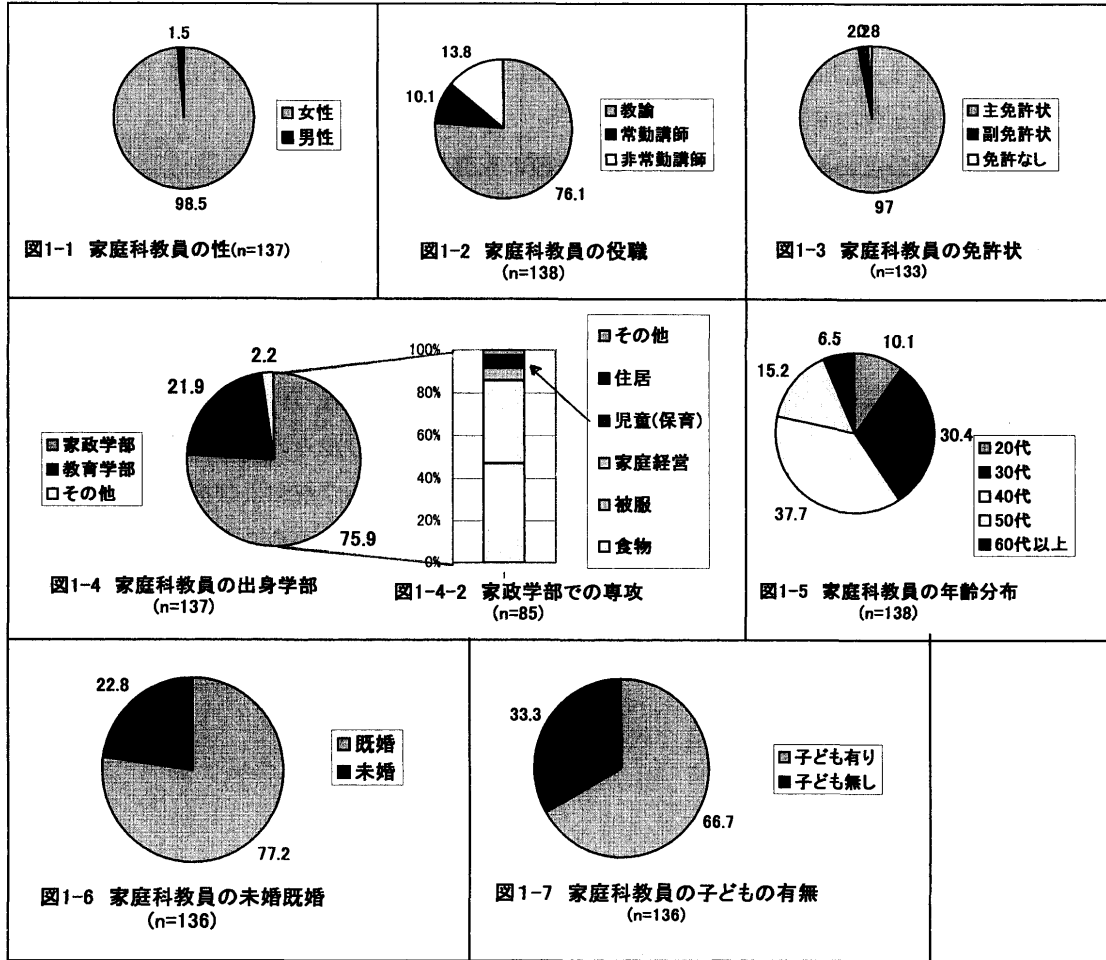 1.5
98.5
女性
男性
図1-1 家庭科教員の性(n=137)
13.8
10.1
76.1
教諭
常勤講師
非常勤講師
図1-2 家庭科教員の役職
(n=138)
97
主免許状
副免許状
免許なし
図1-3 家庭科教員の免許状
(n=133)
2.2
21.9
75.9
家政学部
教育学部
その他
図1-4 家庭科教員の出身学部
(n=137)
100%
80%
60%
40%
20%
0%
1
その他
住居
児童(保育)
家庭経営
被服
食物
図1-4-2 家政学部での専攻
(n=85)
6.5
10.1
15.2
30.4
37.7
20代
30代
40代
50代
60代以上
図1-5 家庭科教員の年齢分布
(n=138)
22.8
77.2
既婚
未婚
図1-6 家庭科教員の未婚既婚
(n=136)
33.3
66.7
子ども有り
子ども無し
図1-7 家庭科教員の子どもの有無
(n=136)